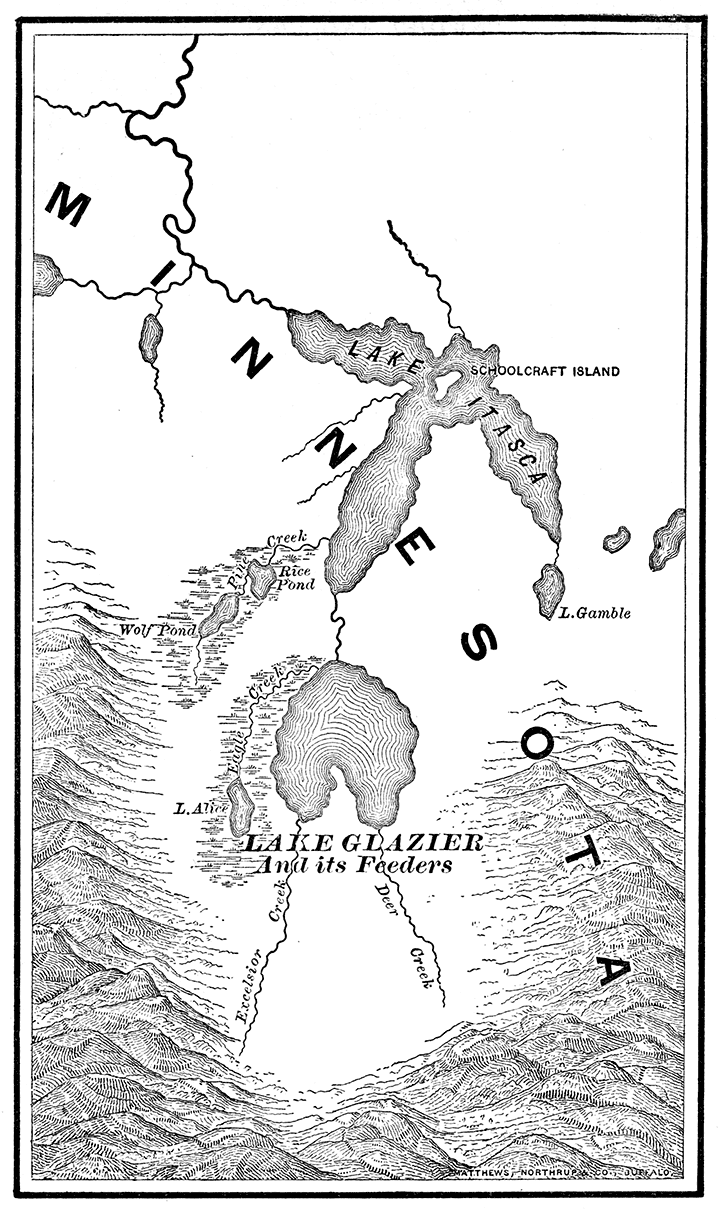 MINNESOTA
LAKE ITASCA
SCHOOLCRAFT ISLAND
Pine Creek
Rice
Pond
Wolf Pond
L. Gamble
Eagle Creek
L. Alice
LAKE GLAZIER
And its Feeders
Excelsior Creek
Deer Creek
MATTHEWS, NORTHRUP & CO., BUFFALO.